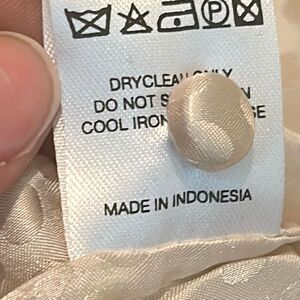 P
DRYCLEAN ONLY
DO NOT
COOL IRON
MADE IN INDONESIA